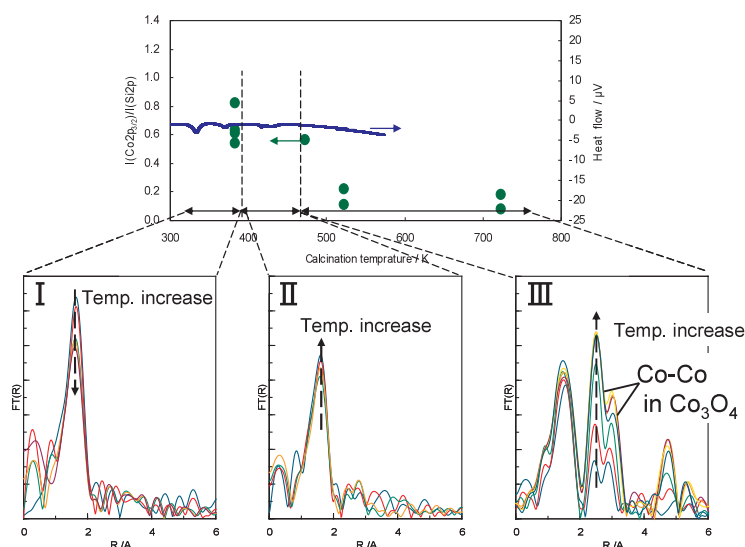 1.4
1.2
1.0
0.8
0.6
0.4
0.2
0.0
I(Co2p3/2)/I(Si2p)
25
20
15
10
5
0
-5
-10
-15
-20
-25
Heat flow / μV
300 400 500 600 700 800
Calcination temprature / K
I
Temp. increase
FT(R)
0 2 4 6
R /A
II
Temp. increase
FT(R)
0 2 4 6
R /A
III
Temp. increase
Co-Co
in Co3O4
FT(R)
0 2 4 6
R /A